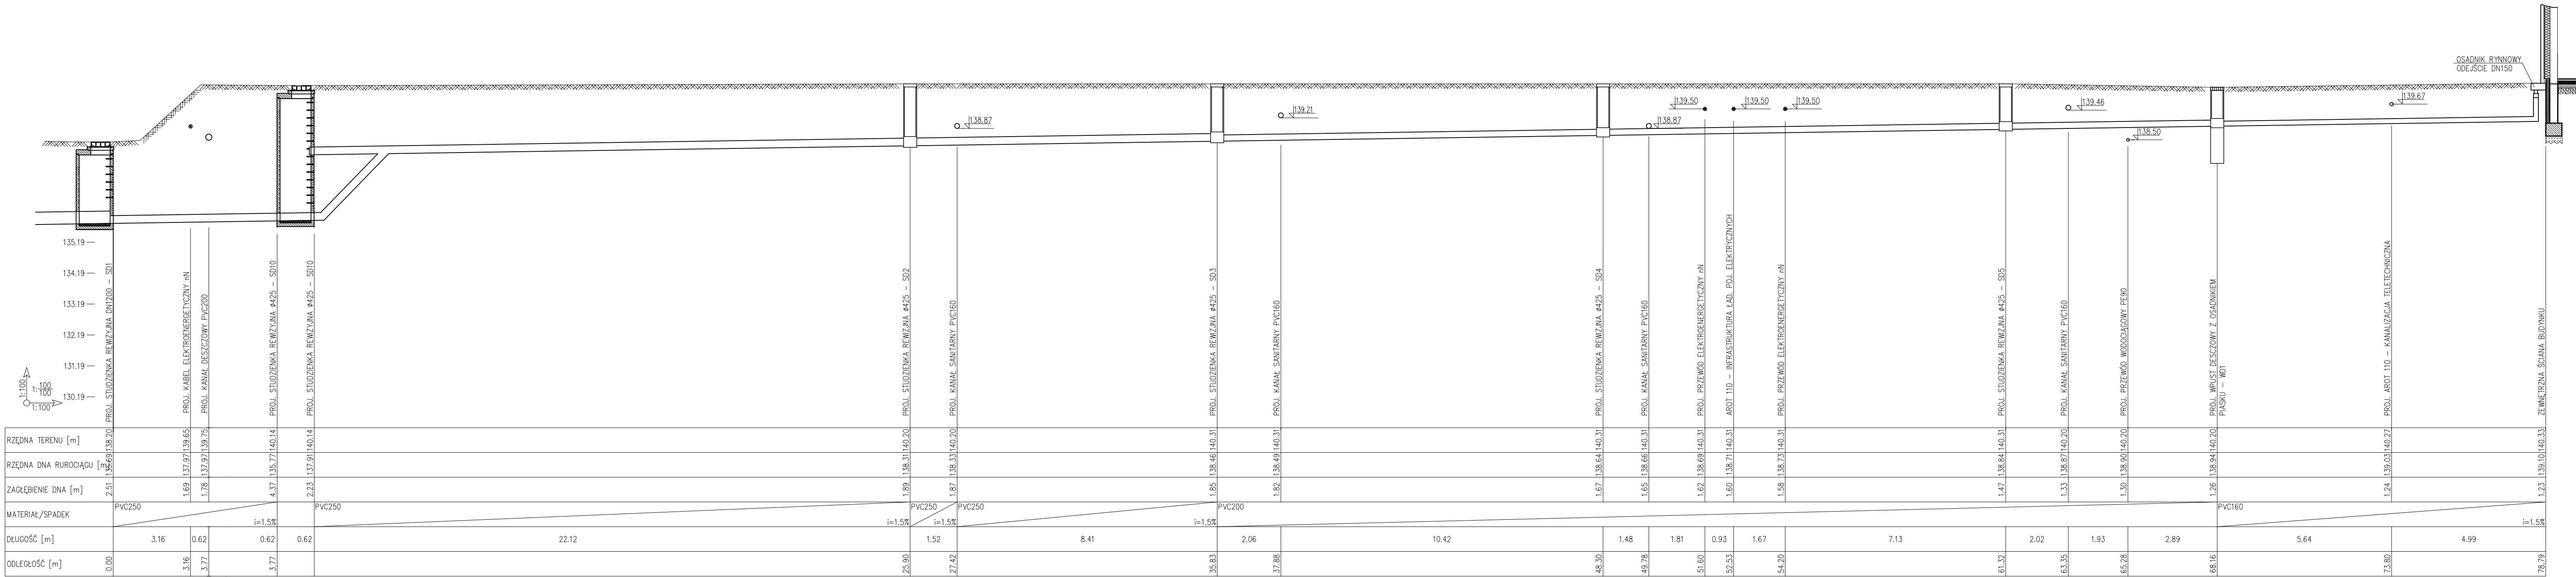 OSADNIK RYNNOWY
ODEJŚCIE DN150
138.87
139.21
138.87
139.50
139.50
139.50
139.46
138.50
139.67
135.19
134.19
133.19
132.19
131.19
130.19
1:100
1:100/100
1:100
PROJ. STUDZIENKA REWIZYJNA DN1200 – SD1
PROJ. KABEL ELEKTROENERGETYCZNY nN
PROJ. KANAŁ DESZCZOWY PVC200
PROJ. STUDZIENKA REWIZYJNA ø425 – SD10
PROJ. STUDZIENKA REWIZYJNA ø425 – SD10
PROJ. STUDZIENKA REWIZJNA ø425 – SD2
PROJ. KANAŁ SANITARNY PVC160
PROJ. STUDZIENKA REWIZJNA ø425 – SD3
PROJ. KANAŁ SANITARNY PVC160
PROJ. STUDZIENKA REWIZJNA ø425 – SD4
PROJ. KANAŁ SANITARNY PVC160
PROJ. PRZEWÓD ELEKTROENERGETYCZNY nN
AROT 110 – INFRASTRUKTURA ŁAD. POJ. ELEKTRYCZNYCH
PROJ. PRZEWÓD ELEKTROENERGETYCZNY nN
PROJ. STUDZIENKA REWIZJNA ø425 – SD5
PROJ. KANAŁ SANITARNY PVC160
PROJ. PRZEWÓD WODOCIĄGOWY PE90
PROJ. WPUST DESZCZOWY Z OSADNIKIEM
PIASKU – WD1
PROJ. AROT 110 – KANALIZACJA TELETECHNICZNA
ZEWNĘTRZNA ŚCIANA BUDYNKU
RZĘDNA TERENU [m] 138.20 139.65 139.75 140.14 140.14 140.20 140.20 140.31 140.31 140.31 140.31 140.31 140.31 140.31 140.31 140.20 140.20 140.20 140.27 140.33
RZĘDNA DNA RUROCIĄGU [m] 135.69 137.97 137.97 135.77 137.91 138.31 138.33 138.46 138.49 138.64 138.66 138.69 138.71 138.73 138.84 138.87 138.90 138.94 139.03 139.10
ZAGŁĘBIENIE DNA [m] 2.51 1.69 1.78 4.37 2.23 1.89 1.87 1.85 1.82 1.67 1.65 1.62 1.60 1.58 1.47 1.33 1.30 1.26 1.24 1.23
MATERIAŁ/SPADEK PVC250 i=1.5% PVC250 i=1.5% PVC250 i=1.5% PVC250 i=1.5% PVC200 PVC160 i=1.5%
DŁUGOŚĆ [m] 3.16 0.62 0.62 0.62 22.12 1.52 8.41 2.06 10.42 1.48 1.81 0.93 1.67 7.13 2.02 1.93 2.89 5.64 4.99
ODLEGŁOŚĆ [m] 0.00 3.16 3.77 3.77 25.90 27.42 35.83 37.88 48.30 49.78 51.60 52.53 54.20 61.32 63.35 65.28 68.16 73.80 78.79